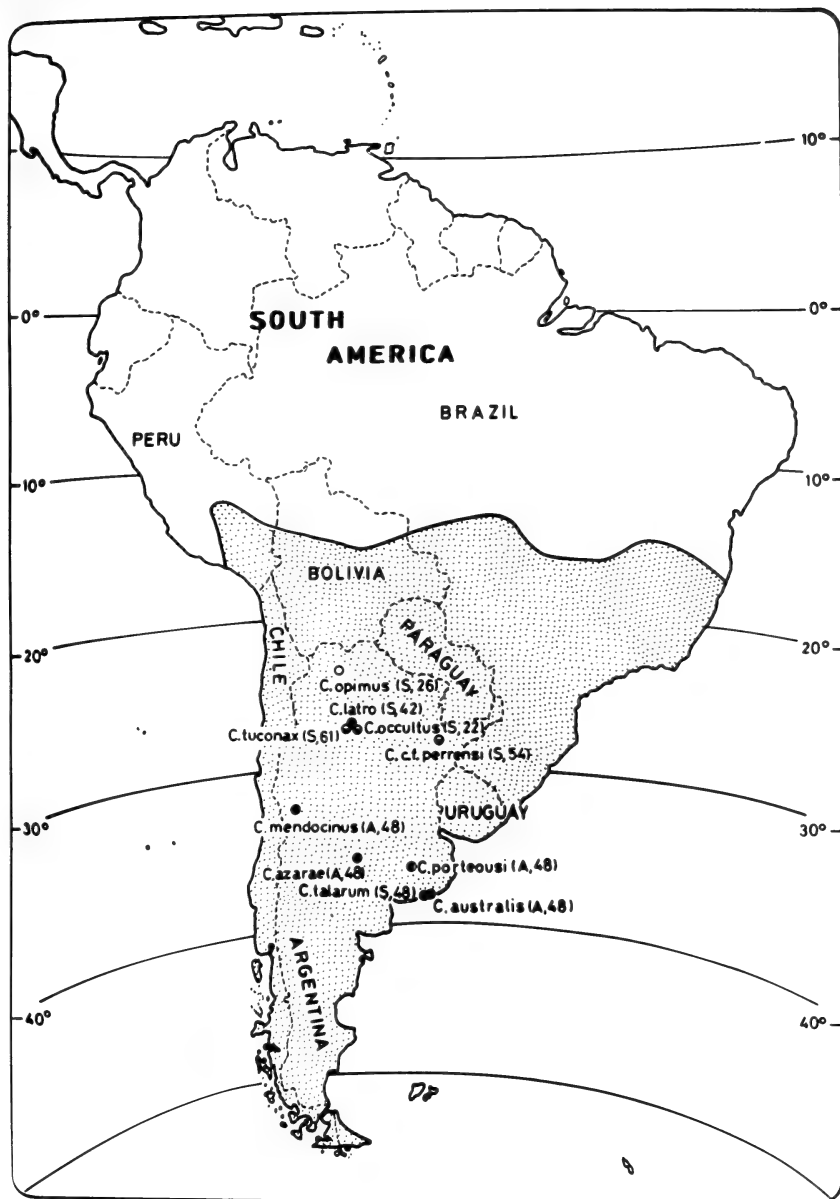 10°
0°
0°
SOUTH
AMERICA
BRAZIL
PERU
10°
10°
BOLIVIA
CHILE
PARAGUAY
20°
20°
C.opimus (S,26)
C.latro (S,42)
C.tuconax (S,61)
C.occultus (S,22)
C. c.f. perrensi (S,54)
URUGUAY
30°
30°
C.mendocinus (A,48)
C.azarae (A,48)
C.porteousi (A,48)
C.talarum (S,48)
C.australis (A,48)
ARGENTINA
40°
40°